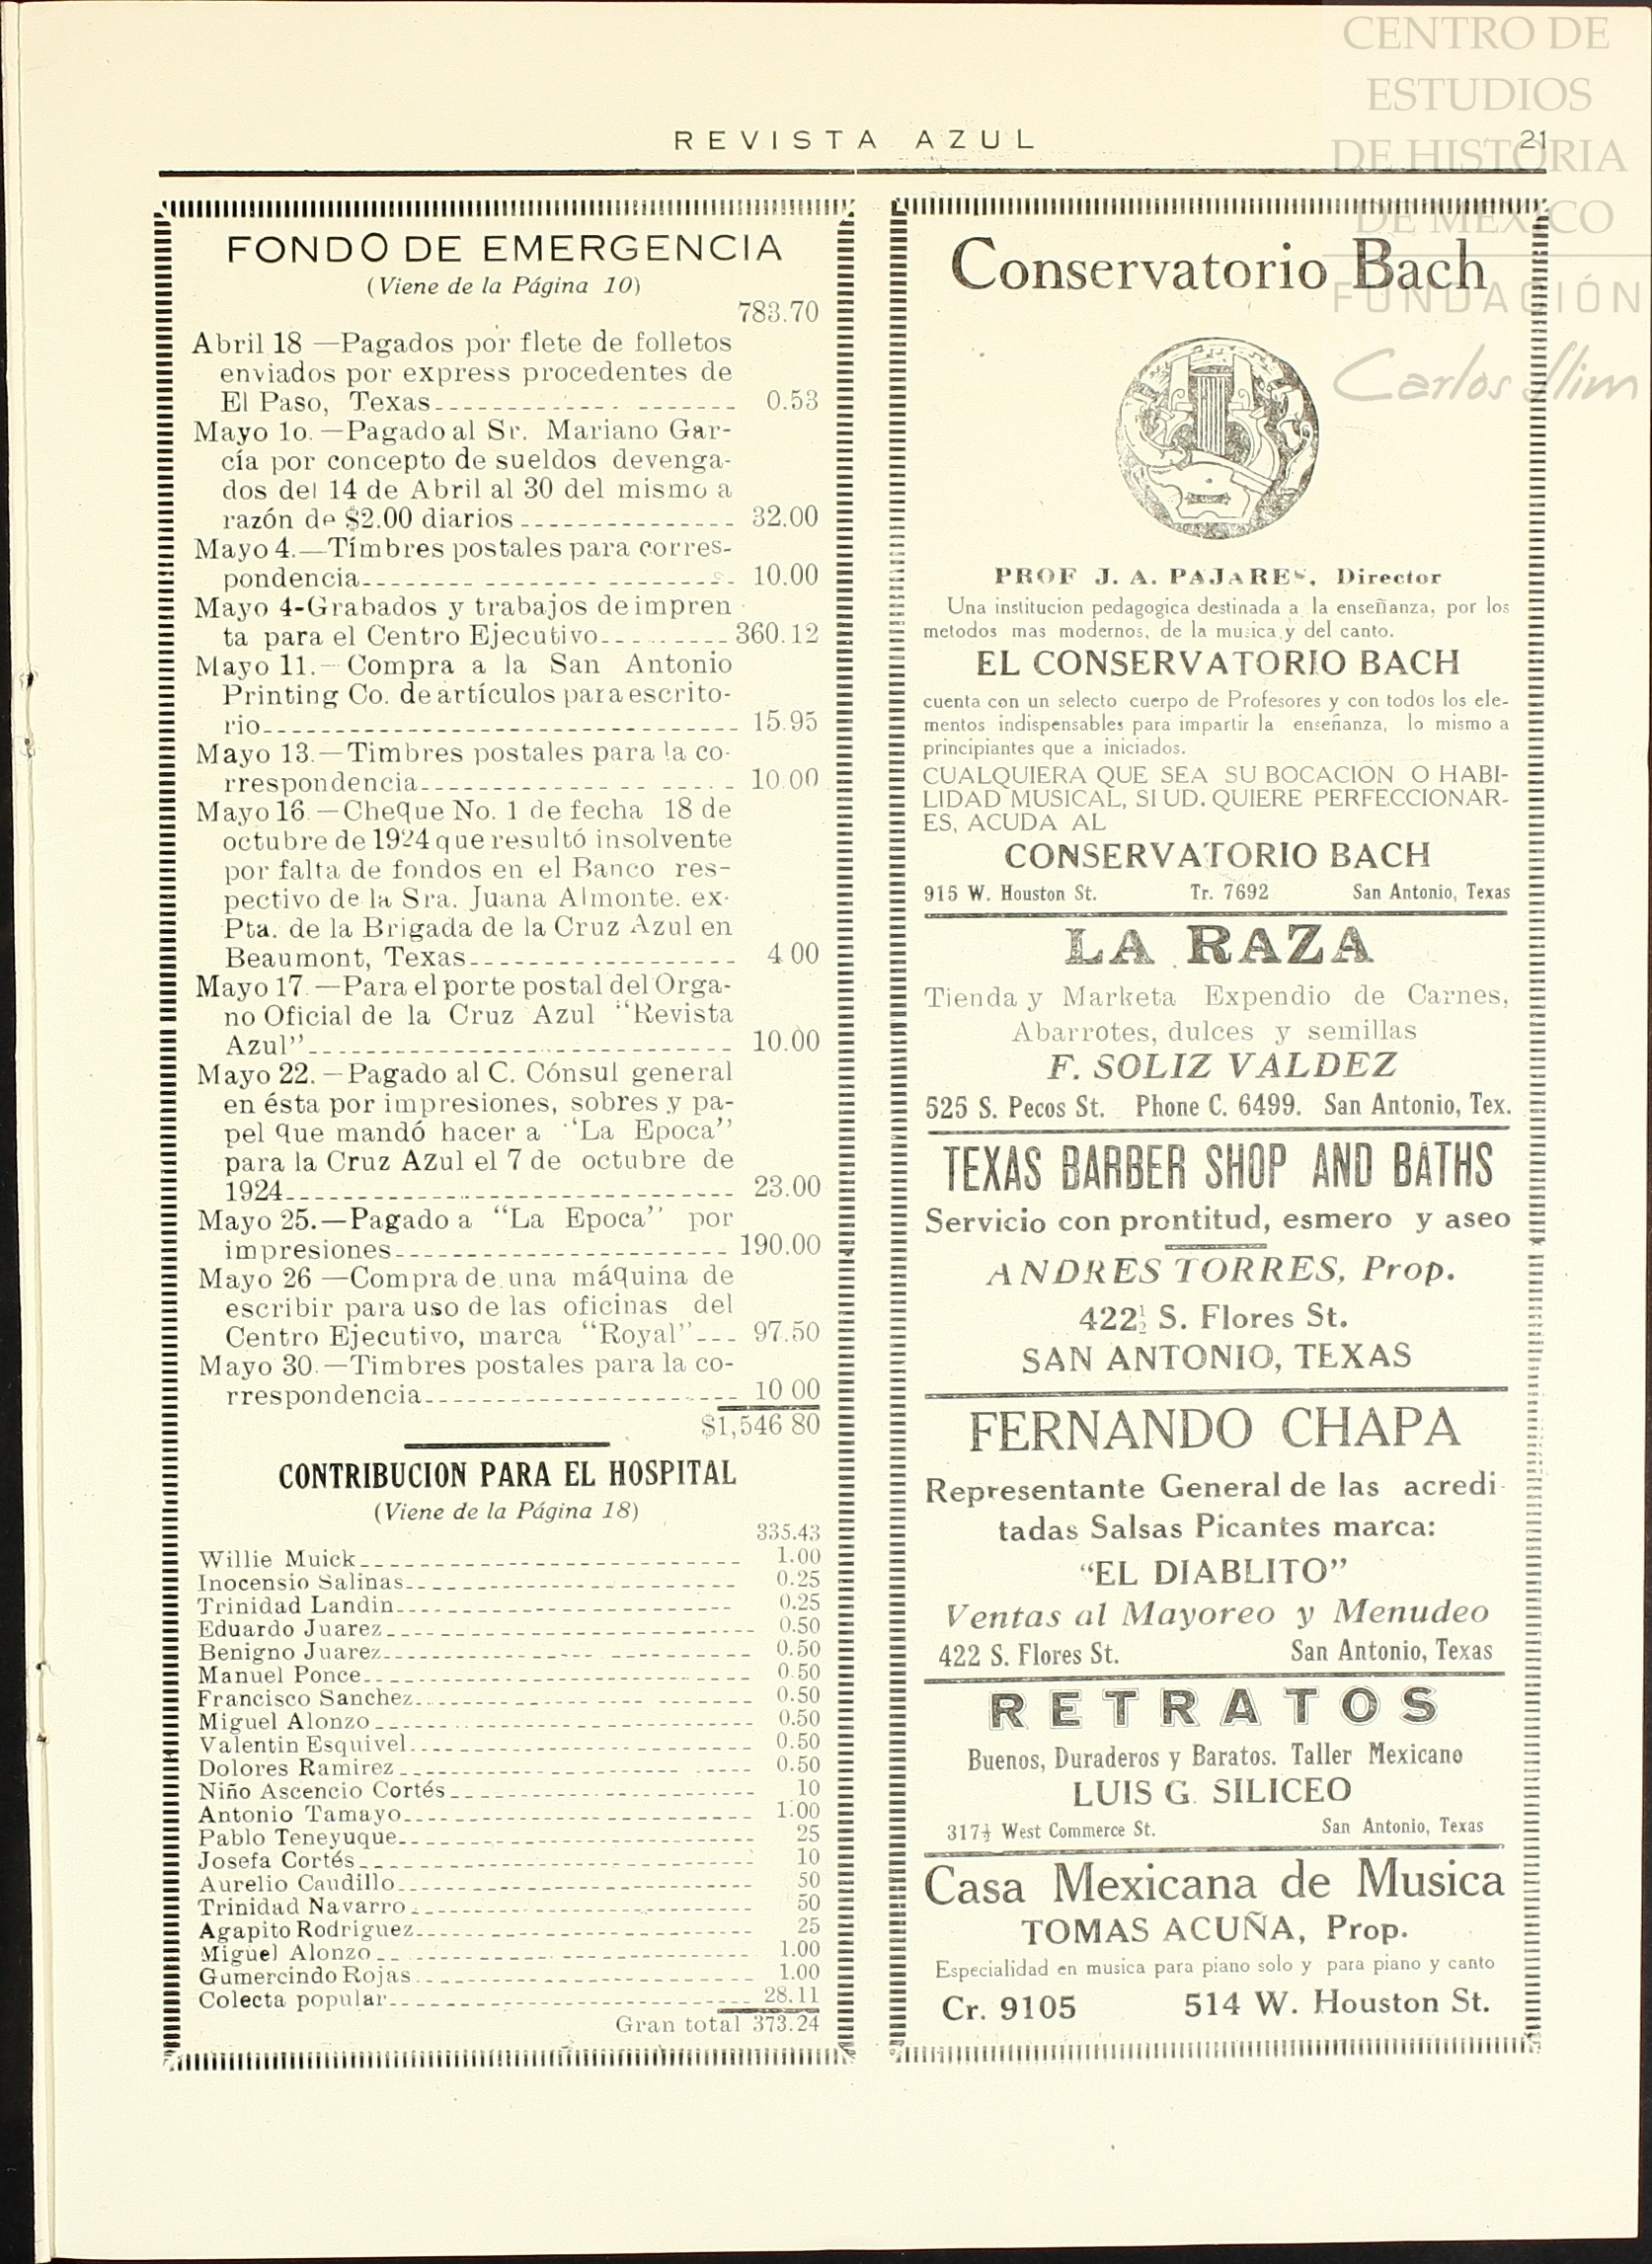 CENTRO DE
ESTUDIOS
DE HISTORIA
DE MEXICO
FUNDACIÓN
Carlos Slim
REVISTA AZUL 21
FONDO DE EMERGENCIA
(Viene de la Página 10)
783.70
Abril 18 —Pagados por flete de folletos
enviados por express procedentes de
El Paso, Texas 0.53
Mayo 1o. —Pagado al Sr. Mariano Gar-
cía por concepto de sueldos devenga-
dos del 14 de Abril al 30 del mismo a
razón de $2.00 diarios 32.00
Mayo 4.—Timbres postales para corres-
pondencia 10.00
Mayo 4-Grabados y trabajos de impren
ta para el Centro Ejecutivo 360.12
Mayo 11.—Compra a la San Antonio
Printing Co. de artículos para escrito-
rio 15.95
Mayo 13.—Timbres postales para la co-
rrespondencia 10.00
Mayo 16.—Cheque No. 1 de fecha 18 de
octubre de 1924 que resultó insolvente
por falta de fondos en el Banco res-
pectivo de la Sra. Juana Almonte. ex-
Pta. de la Brigada de la Cruz Azul en
Beaumont, Texas 4 00
Mayo 17.—Para el porte postal del Orga-
no Oficial de la Cruz Azul "Revista
Azul" 10.00
Mayo 22.—Pagado al C. Cónsul general
en ésta por impresiones, sobres y pa-
pel que mandó hacer a "La Epoca"
para la Cruz Azul el 7 de octubre de
1924 23.00
Mayo 25.—Pagado a "La Epoca" por
impresiones 190.00
Mayo 26 —Compra de una máquina de
escribir para uso de las oficinas del
Centro Ejecutivo, marca "Royal" 97.50
Mayo 30.—Timbres postales para la co-
rrespondencia 10 00
$1,546 80
CONTRIBUCION PARA EL HOSPITAL
(Viene de la Página 18)
335.43
Willie Muick 1.00
Inocensio Salinas 0.25
Trinidad Landin 0.25
Eduardo Juarez 0.50
Benigno Juarez 0.50
Manuel Ponce 0.50
Francisco Sanchez 0.50
Miguel Alonzo 0.50
Valentin Esquivel 0.50
Dolores Ramirez 0.50
Niño Ascencio Cortés 10
Antonio Tamayo 1.00
Pablo Teneyuque 25
Josefa Cortés 10
Aurelio Caudillo 50
Trinidad Navarro 50
Agapito Rodriguez 25
Miguel Alonzo 1.00
Gumercindo Rojas 1.00
Colecta popular 28.11
Gran total 373.24
Conservatorio Bach
PROF J. A. PAJARES, Director
Una institucion pedagogica destinada a la enseñanza, por los
metodos mas modernos, de la musica y del canto.
EL CONSERVATORIO BACH
cuenta con un selecto cuerpo de Profesores y con todos los ele-
mentos indispensables para impartir la enseñanza, lo mismo a
principiantes que a iniciados.
CUALQUIERA QUE SEA SU BOCACION O HABI-
LIDAD MUSICAL, SI UD. QUIERE PERFECCIONAR-
ES, ACUDA AL
CONSERVATORIO BACH
915 W. Houston St. Tr. 7692 San Antonio, Texas
LA RAZA
Tienda y Marketa Expendio de Carnes,
Abarrotes, dulces y semillas
F. SOLIZ VALDEZ
525 S. Pecos St. Phone C. 6499. San Antonio, Tex.
TEXAS BARBER SHOP AND BATHS
Servicio con prontitud, esmero y aseo
ANDRES TORRES, Prop.
422½ S. Flores St.
SAN ANTONIO, TEXAS
FERNANDO CHAPA
Representante General de las acredi-
tadas Salsas Picantes marca:
"EL DIABLITO"
Ventas al Mayoreo y Menudeo
422 S. Flores St. San Antonio, Texas
RETRATOS
Buenos, Duraderos y Baratos. Taller Mexicano
LUIS G. SILICEO
317½ West Commerce St. San Antonio, Texas
Casa Mexicana de Musica
TOMAS ACUÑA, Prop.
Especialidad en musica para piano solo y para piano y canto
Cr. 9105 514 W. Houston St.